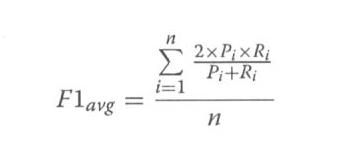 F1_{avg} = \frac{\sum_{i=1}^{n} \frac{2 \times P_i \times R_i}{P_i + R_i}}{n}